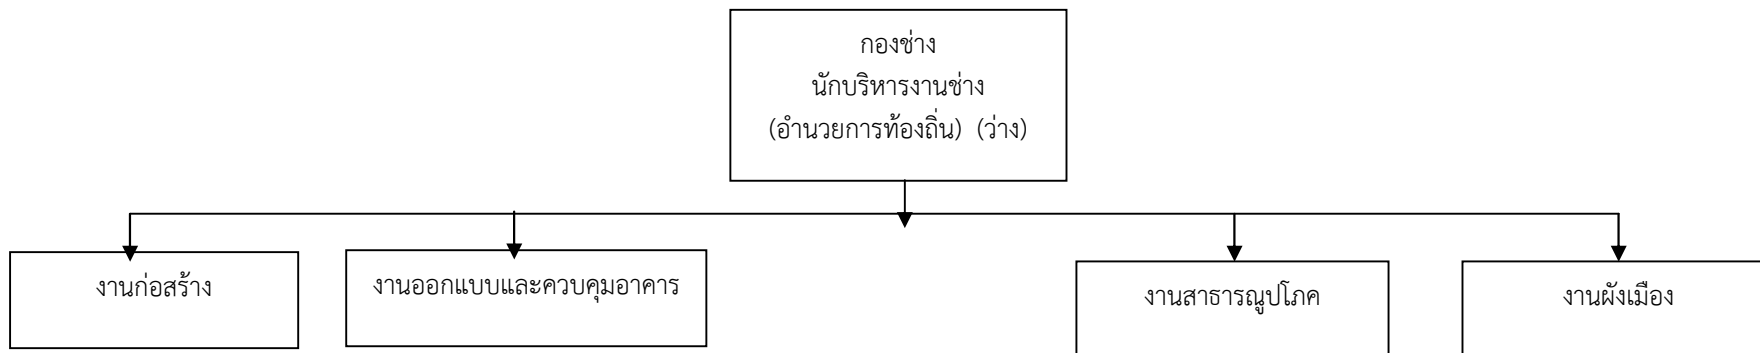 กองช่าง
นักบริหารงานช่าง
(อำนวยการท้องถิ่น) (ว่าง)
งานก่อสร้าง
งานออกแบบและควบคุมอาคาร
งานสาธารณูปโภค
งานผังเมือง